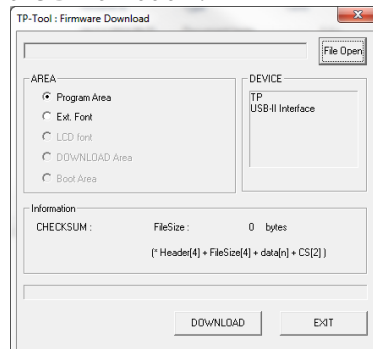 TP-Tool : Firmware Download
File Open
AREA
Program Area
Ext. Font
LCD font
DOWNLOAD Area
Boot Area
DEVICE
TP
USB-II Interface
Information
CHECKSUM : FileSize : 0 bytes
(* Header[4] + FileSize[4] + data[n] + CS[2] )
DOWNLOAD EXIT